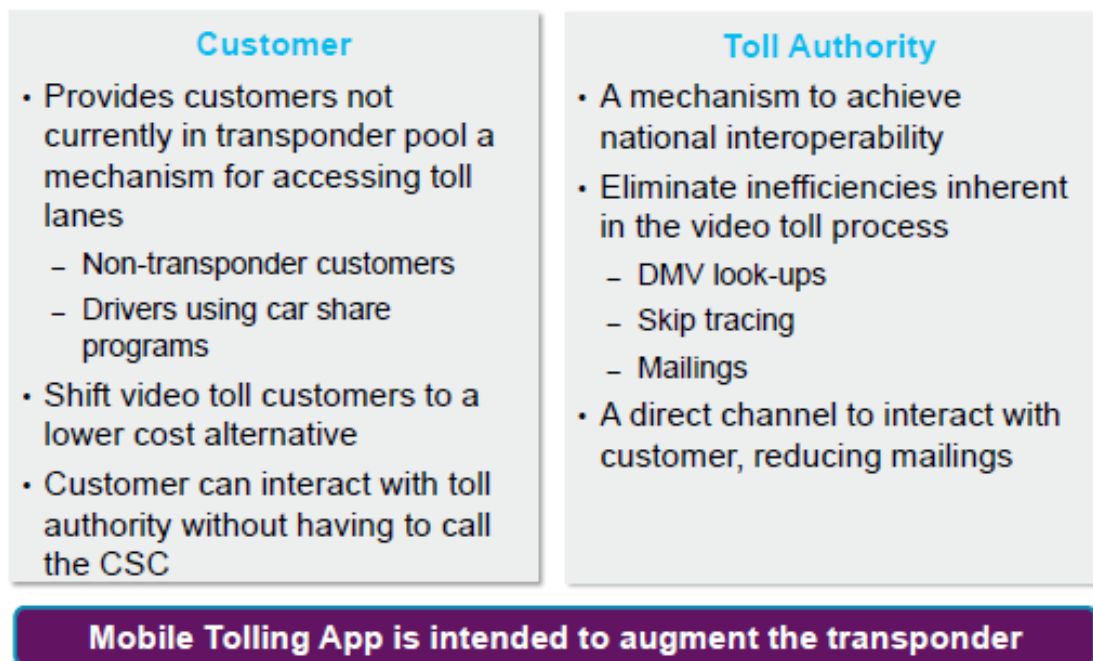 Customer
• Provides customers not
currently in transponder pool a
mechanism for accessing toll
lanes
– Non-transponder customers
– Drivers using car share
programs
• Shift video toll customers to a
lower cost alternative
• Customer can interact with toll
authority without having to call
the CSC
Toll Authority
• A mechanism to achieve
national interoperability
• Eliminate inefficiencies inherent
in the video toll process
– DMV look-ups
– Skip tracing
– Mailings
• A direct channel to interact with
customer, reducing mailings
Mobile Tolling App is intended to augment the transponder